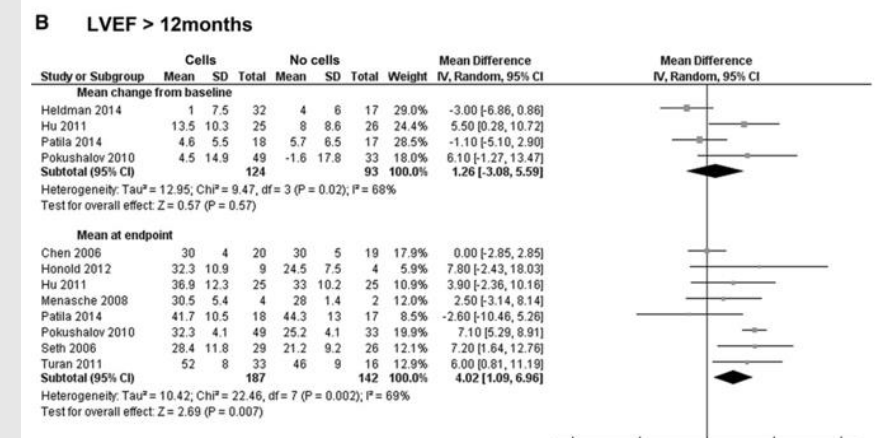 B LVEF > 12months
Cells No cells Mean Difference Mean Difference
Study or Subgroup Mean SD Total Mean SD Total Weight IV, Random, 95% CI IV, Random, 95% CI
Mean change from baseline
Heldman 2014 1 7.5 32 4 6 17 29.0% -3.00 [-6.86, 0.86]
Hu 2011 13.5 10.3 25 8 8.6 26 24.4% 5.50 [0.28, 10.72]
Patila 2014 4.6 5.5 18 5.7 6.5 17 28.5% -1.10 [-5.10, 2.90]
Pokushalov 2010 4.5 14.9 49 -1.6 17.8 33 18.0% 6.10 [-1.27, 13.47]
Subtotal (95% CI) 124 93 100.0% 1.26 [-3.08, 5.59]
Heterogeneity: Tau² = 12.95; Chi² = 9.47, df = 3 (P = 0.02); I² = 68%
Test for overall effect: Z = 0.57 (P = 0.57)
Mean at endpoint
Chen 2006 30 4 20 30 5 19 17.9% 0.00 [-2.85, 2.85]
Honold 2012 32.3 10.9 9 24.5 7.5 4 5.9% 7.80 [-2.43, 18.03]
Hu 2011 36.9 12.3 25 33 10.2 25 10.9% 3.90 [-2.36, 10.16]
Menasche 2008 30.5 5.4 4 28 1.4 2 12.0% 2.50 [-3.14, 8.14]
Patila 2014 41.7 10.5 18 44.3 13 17 8.5% -2.60 [-10.46, 5.26]
Pokushalov 2010 32.3 4.1 49 25.2 4.1 33 19.9% 7.10 [5.29, 8.91]
Seth 2006 28.4 11.8 29 21.2 9.2 26 12.1% 7.20 [1.64, 12.76]
Turan 2011 52 8 33 46 9 16 12.9% 6.00 [0.81, 11.19]
Subtotal (95% CI) 187 142 100.0% 4.02 [1.09, 6.96]
Heterogeneity: Tau² = 10.42; Chi² = 22.46, df = 7 (P = 0.002); I² = 69%
Test for overall effect: Z = 2.69 (P = 0.007)